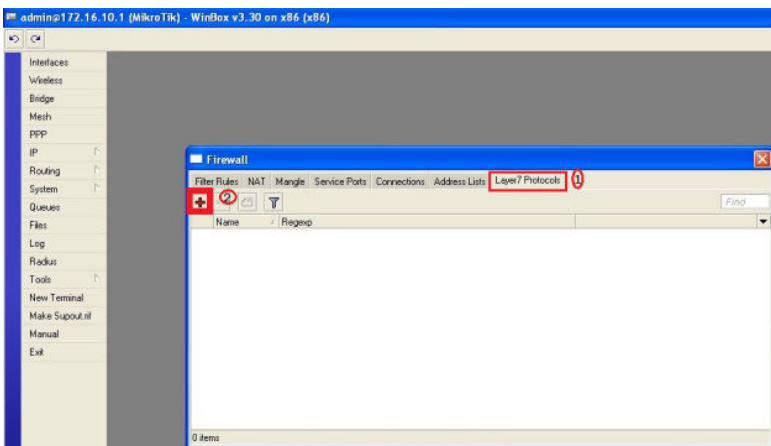 admin@172.16.10.1 (MikroTik) - WinBox v3.30 on x86 (x86)
Interfaces
Wireless
Bridge
Mesh
PPP
IP
Routing
System
Queues
Files
Log
Radius
Tools
New Terminal
Make Supout.rif
Manual
Exit
Firewall
Filter Rules NAT Mangle Service Ports Connections Address Lists Layer7 Protocols 1
2 Find
Name Regexp
0 items